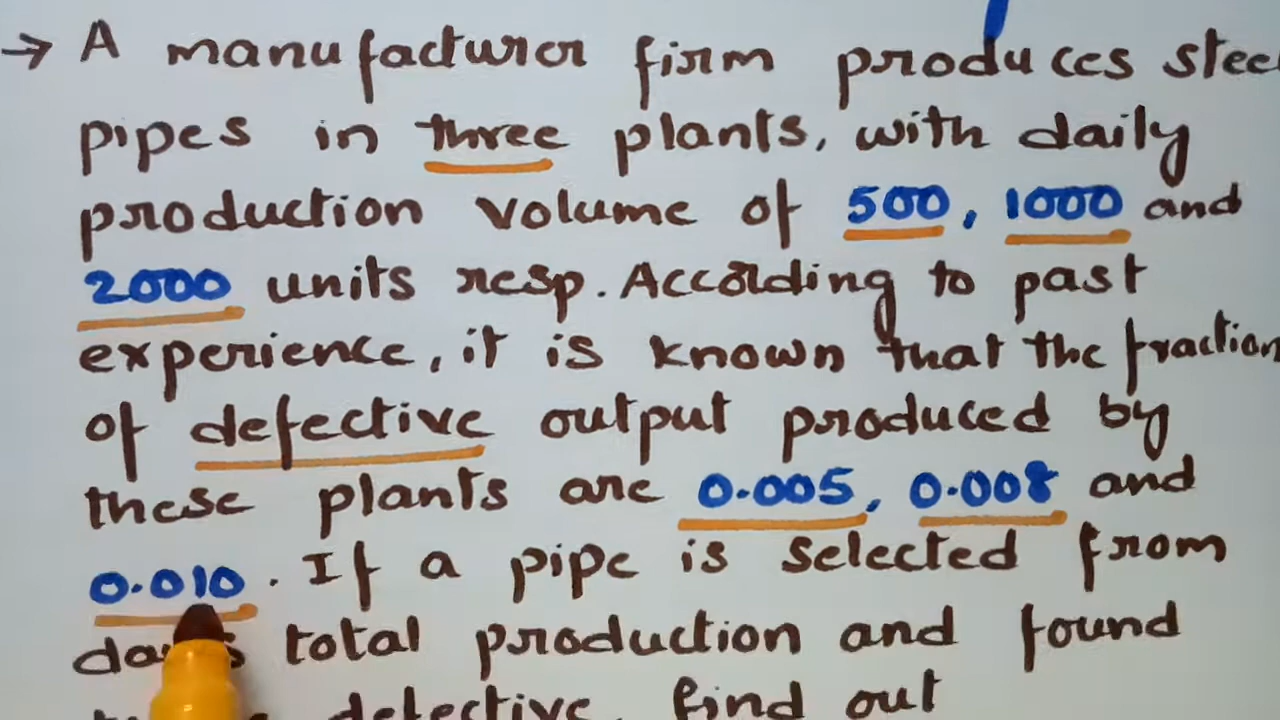 → A manufacturer firm produces stee
pipes in three plants, with daily
production volume of 500, 1000 and
2000 units resp. According to past
experience, it is known that the fraction
of defective output produced by
these plants are 0.005, 0.008 and
0.010. If a pipe is selected from
total production and found
defective, find out